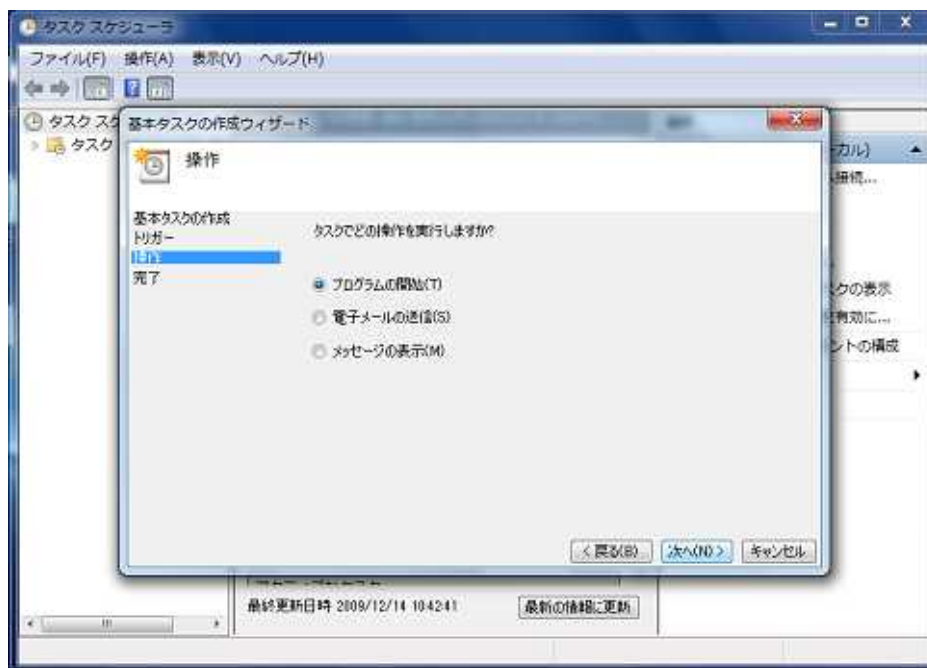 タスク スケジューラ
ファイル(F) 操作(A) 表示(V) ヘルプ(H)
タスク スケ
タスク
基本タスクの作成ウィザード
操作
基本タスクの作成
トリガー
操作
完了
タスクでどの操作を実行しますか?
プログラムの開始(T)
電子メールの送信(S)
メッセージの表示(M)
< 戻る(B)
次へ(N) >
キャンセル
ーカル)
接続...
スクの表示
有効に...
ントの構成
最終更新日時 2009/12/14 10:42:41
最新の情報に更新